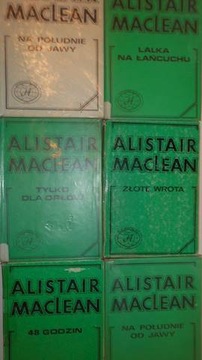 ALISTAIR
MACLEAN
NA POŁUDNIE
OD JAWY
ALISTAIR
MACLEAN
LALKA
NA ŁAŃCUCHU
ALISTAIR
MACLEAN
TYLKO
DLA ORŁÓW
ALISTAIR
MACLEAN
ZŁOTE WROTA
ALISTAIR
MACLEAN
48 GODZIN
ALISTAIR
MACLEAN
NA POŁUDNIE
OD JAWY